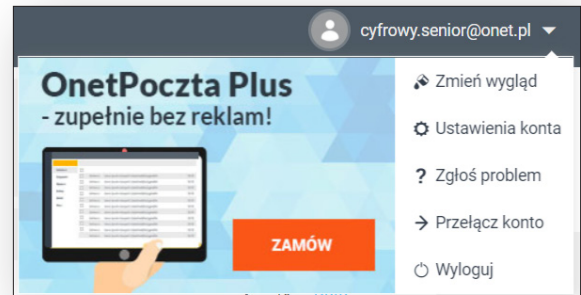 cyfrowy.senior@onet.pl
OnetPoczta Plus
- zupełnie bez reklam!
ZAMÓW
Zmień wygląd
Ustawienia konta
? Zgłoś problem
Przełącz konto
Wyloguj